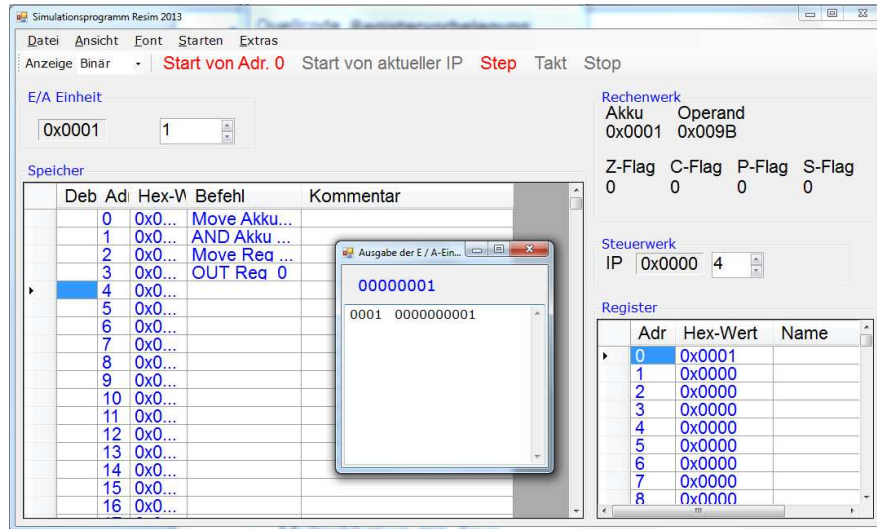 Simulationsprogramm Resim 2013
Datei Ansicht Font Starten Extras
Anzeige Binär Start von Adr. 0 Start von aktueller IP Step Takt Stop
E/A Einheit
0x0001 1
Speicher
Deb Adr Hex-W Befehl Kommentar
0 0x0... Move Akku...
1 0x0... AND Akku ...
2 0x0... Move Reg ...
3 0x0... OUT Reg 0
4 0x0...
5 0x0...
6 0x0...
7 0x0...
8 0x0...
9 0x0...
10 0x0...
11 0x0...
12 0x0...
13 0x0...
14 0x0...
15 0x0...
16 0x0...
Ausgabe der E / A-Ein...
00000001
0001 0000000001
Rechenwerk
Akku Operand
0x0001 0x009B
Z-Flag C-Flag P-Flag S-Flag
0 0 0 0
Steuerwerk
IP 0x0000 4
Register
Adr Hex-Wert Name
0 0x0001
1 0x0000
2 0x0000
3 0x0000
4 0x0000
5 0x0000
6 0x0000
7 0x0000
8 0x0000